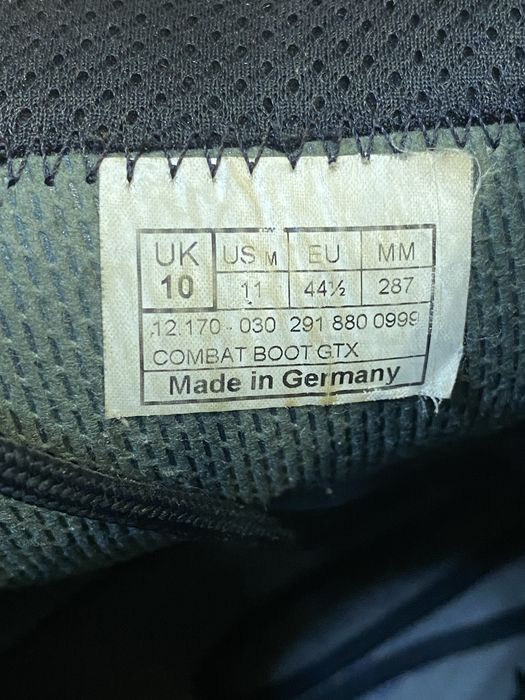 UK US M EU MM
10 11 44½ 287
12 170 - 030 291 880 0999
COMBAT BOOT GTX
Made in Germany